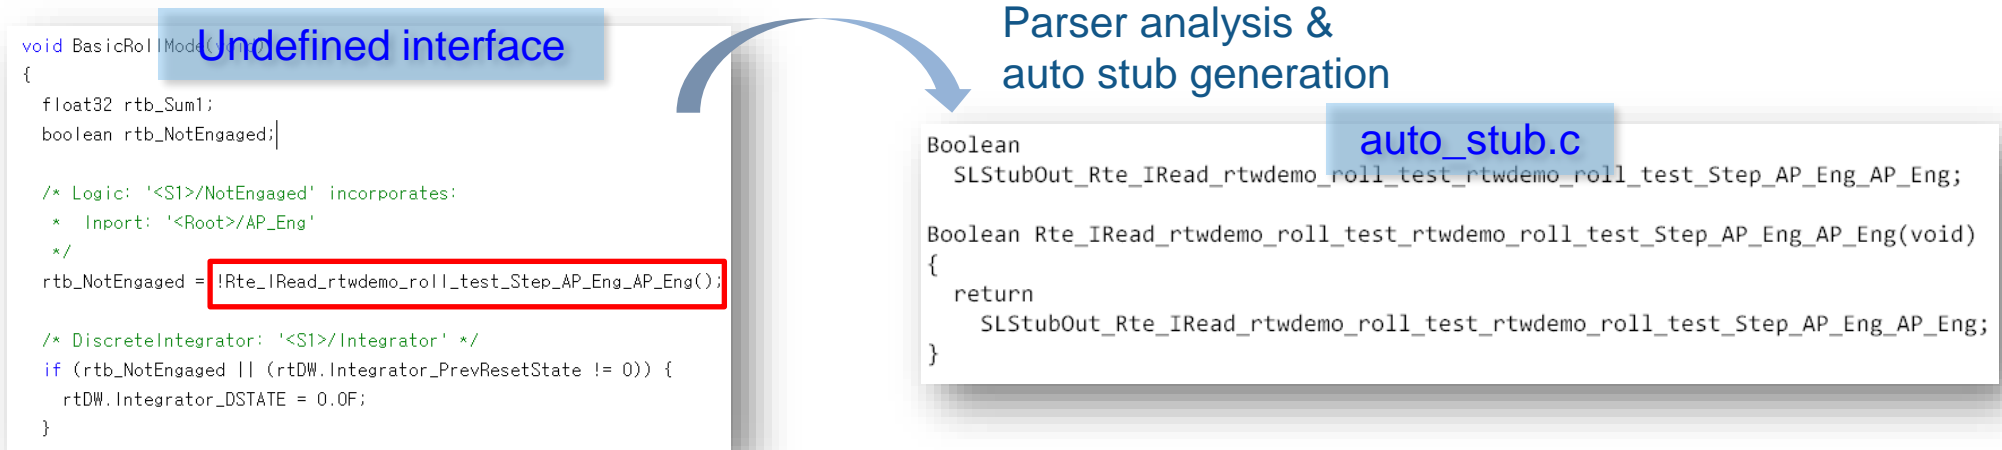 void BasicRollMode(void)
Undefined interface
{
float32 rtb_Sum1;
boolean rtb_NotEngaged;
/* Logic: '<S1>/NotEngaged' incorporates:
*  Inport: '<Root>/AP_Eng'
*/
rtb_NotEngaged = !Rte_IRead_rtwdemo_roll_test_Step_AP_Eng_AP_Eng();
/* DiscreteIntegrator: '<S1>/Integrator' */
if (rtb_NotEngaged || (rtDW.Integrator_PrevResetState != 0)) {
rtDW.Integrator_DSTATE = 0.0F;
}
Parser analysis &
auto stub generation
auto_stub.c
Boolean
SLStubOut_Rte_IRead_rtwdemo_roll_test_rtwdemo_roll_test_Step_AP_Eng_AP_Eng;
Boolean Rte_IRead_rtwdemo_roll_test_rtwdemo_roll_test_Step_AP_Eng_AP_Eng(void)
{
return
SLStubOut_Rte_IRead_rtwdemo_roll_test_rtwdemo_roll_test_Step_AP_Eng_AP_Eng;
}